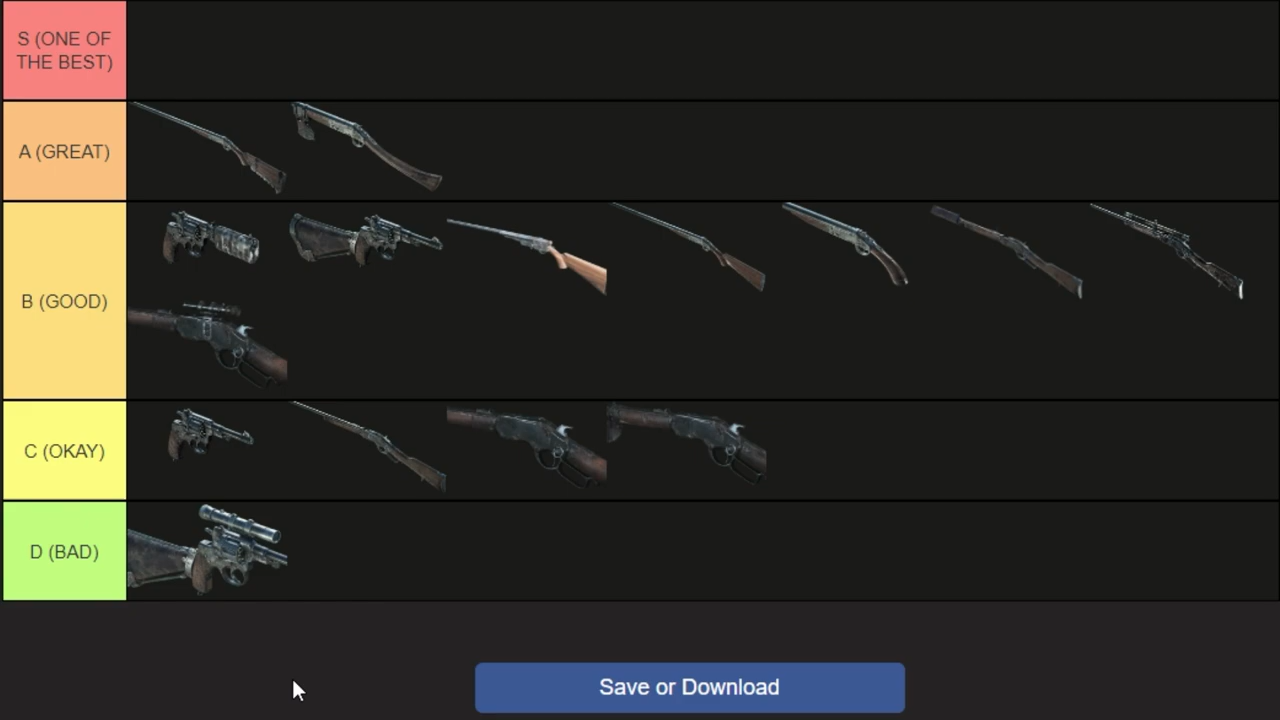 S (ONE OF
THE BEST)
A (GREAT)
B (GOOD)
C (OKAY)
D (BAD)
Save or Download